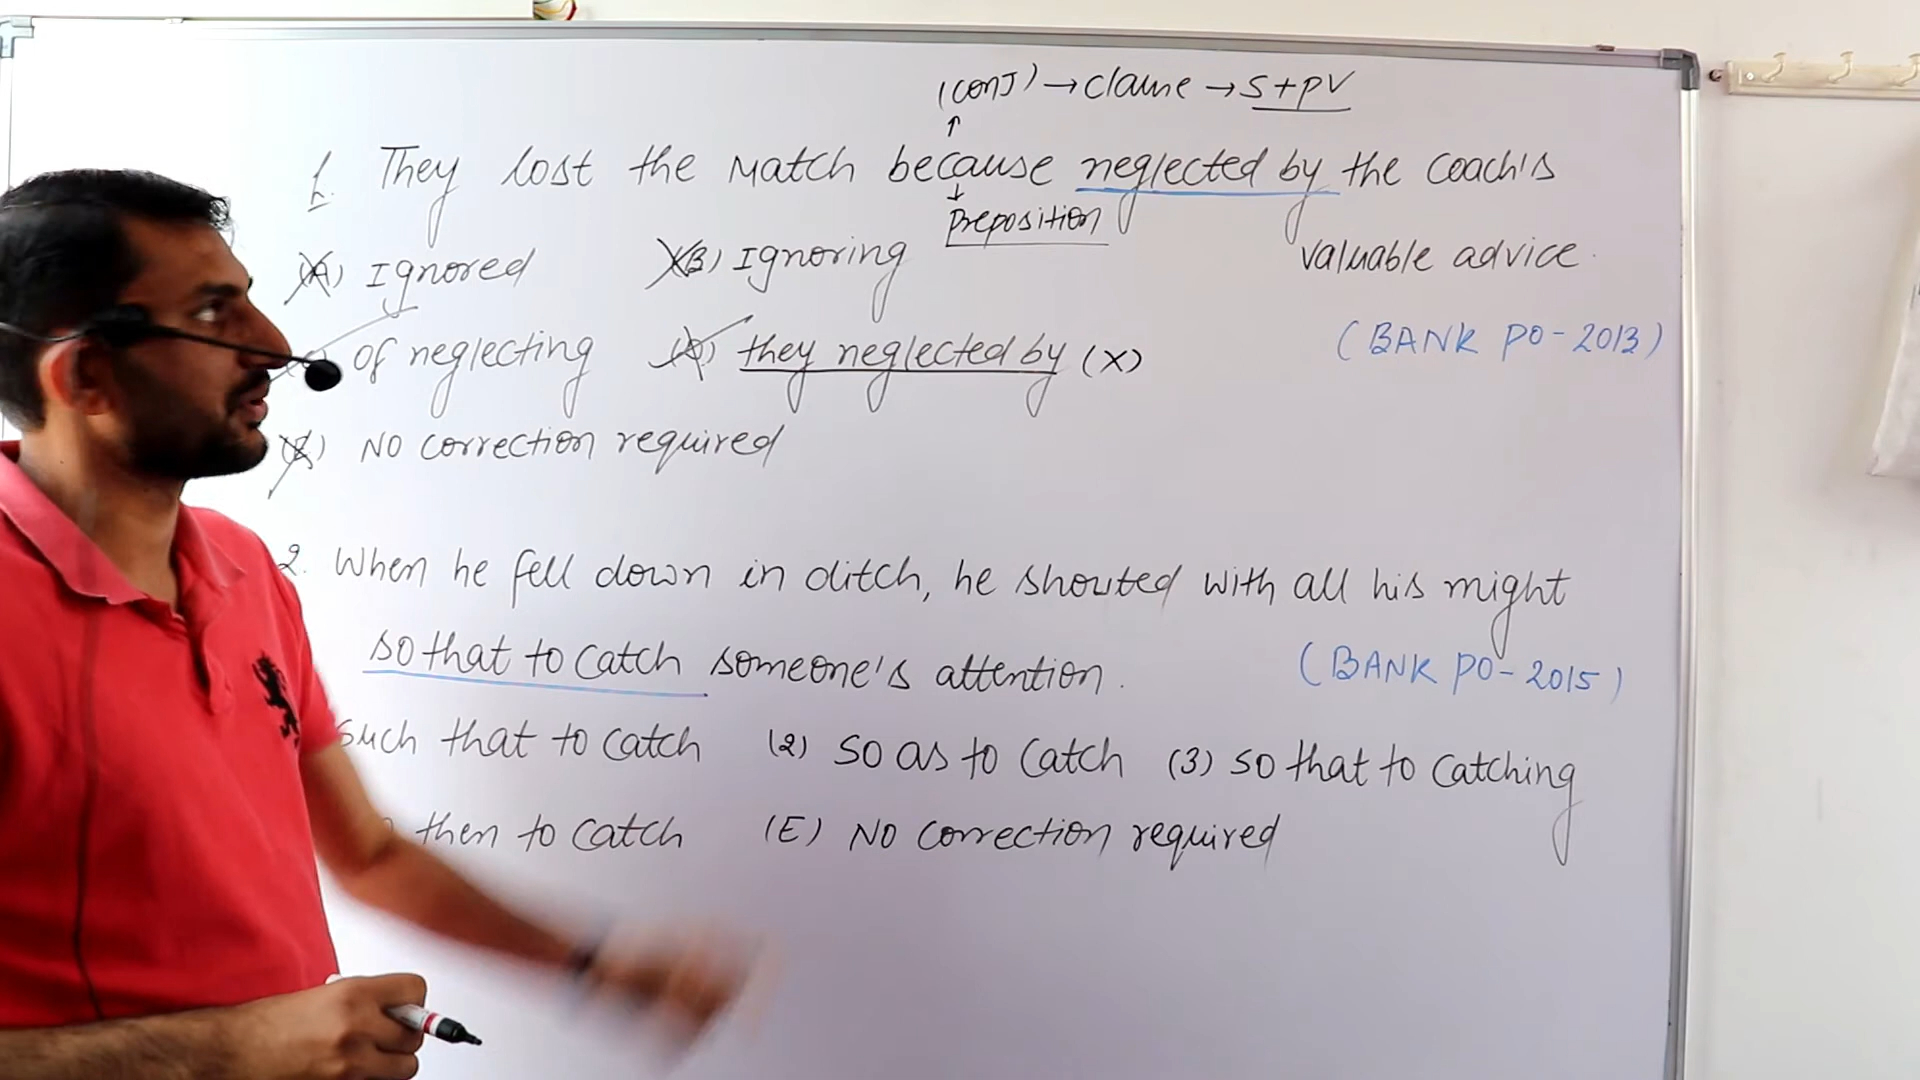 (conj) → clause → S+PV
1. They lost the Match because neglected by the coach's
preposition
valuable advice.
(A) Ignored (B) Ignoring
of neglecting (D) they neglected by (X)
(BANK PO-2013)
(E) NO correction required
2. When he fell down in ditch, he shouted with all his might
so that to catch someone's attention.
(BANK PO-2015)
such that to catch (2) so as to catch (3) so that to catching
then to catch (E) NO correction required